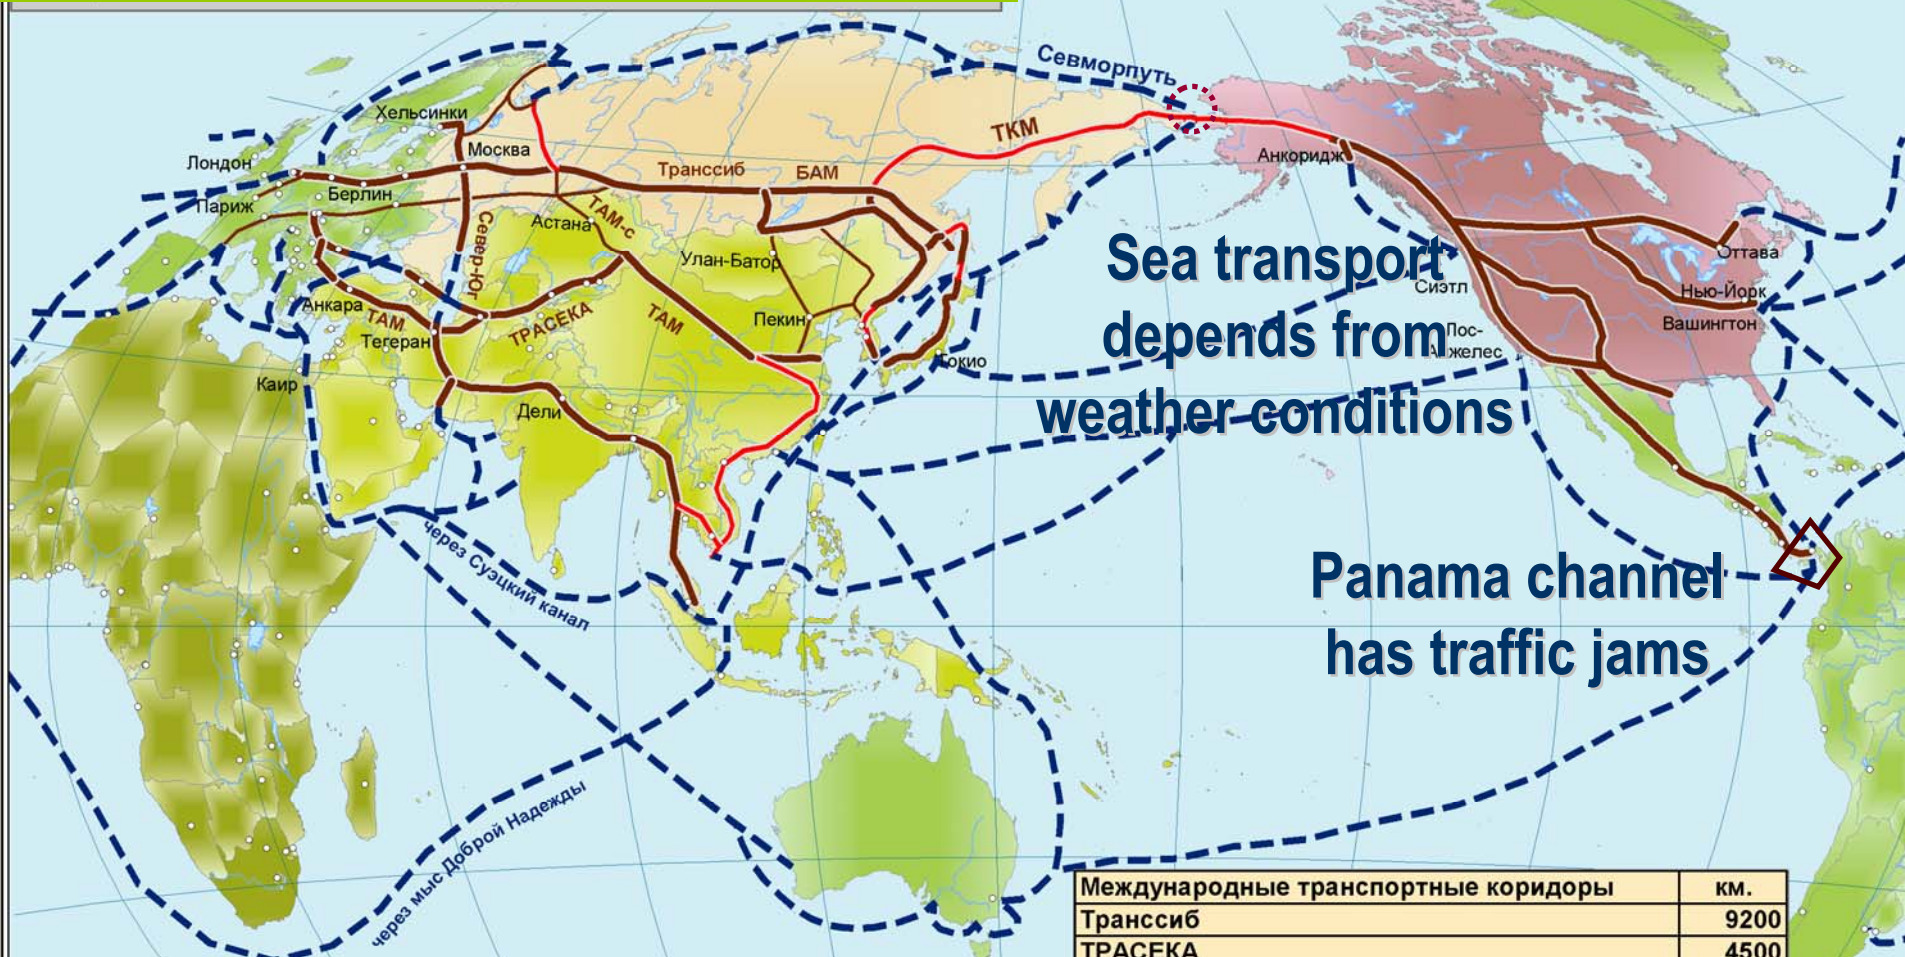 Севморпуть
ТКМ
Хельсинки
Москва
Лондон
Берлин
Париж
Транссиб
БАМ
Анкоридж
Астана
ТАМ-с
Север-Юг
Улан-Батор
Анкара
ТАМ
Тегеран
ТРАСЕКА
ТАМ
Пекин
Токио
Каир
Дели
Оттава
Сиэтл
Нью-Йорк
Вашингтон
Лос-
Анжелес
Sea transport
depends from
weather conditions
Panama channel
has traffic jams
через Суэцкий канал
через мыс Доброй Надежды
Международные транспортные коридоры км.
Транссиб 9200
ТРАСЕКА 4500